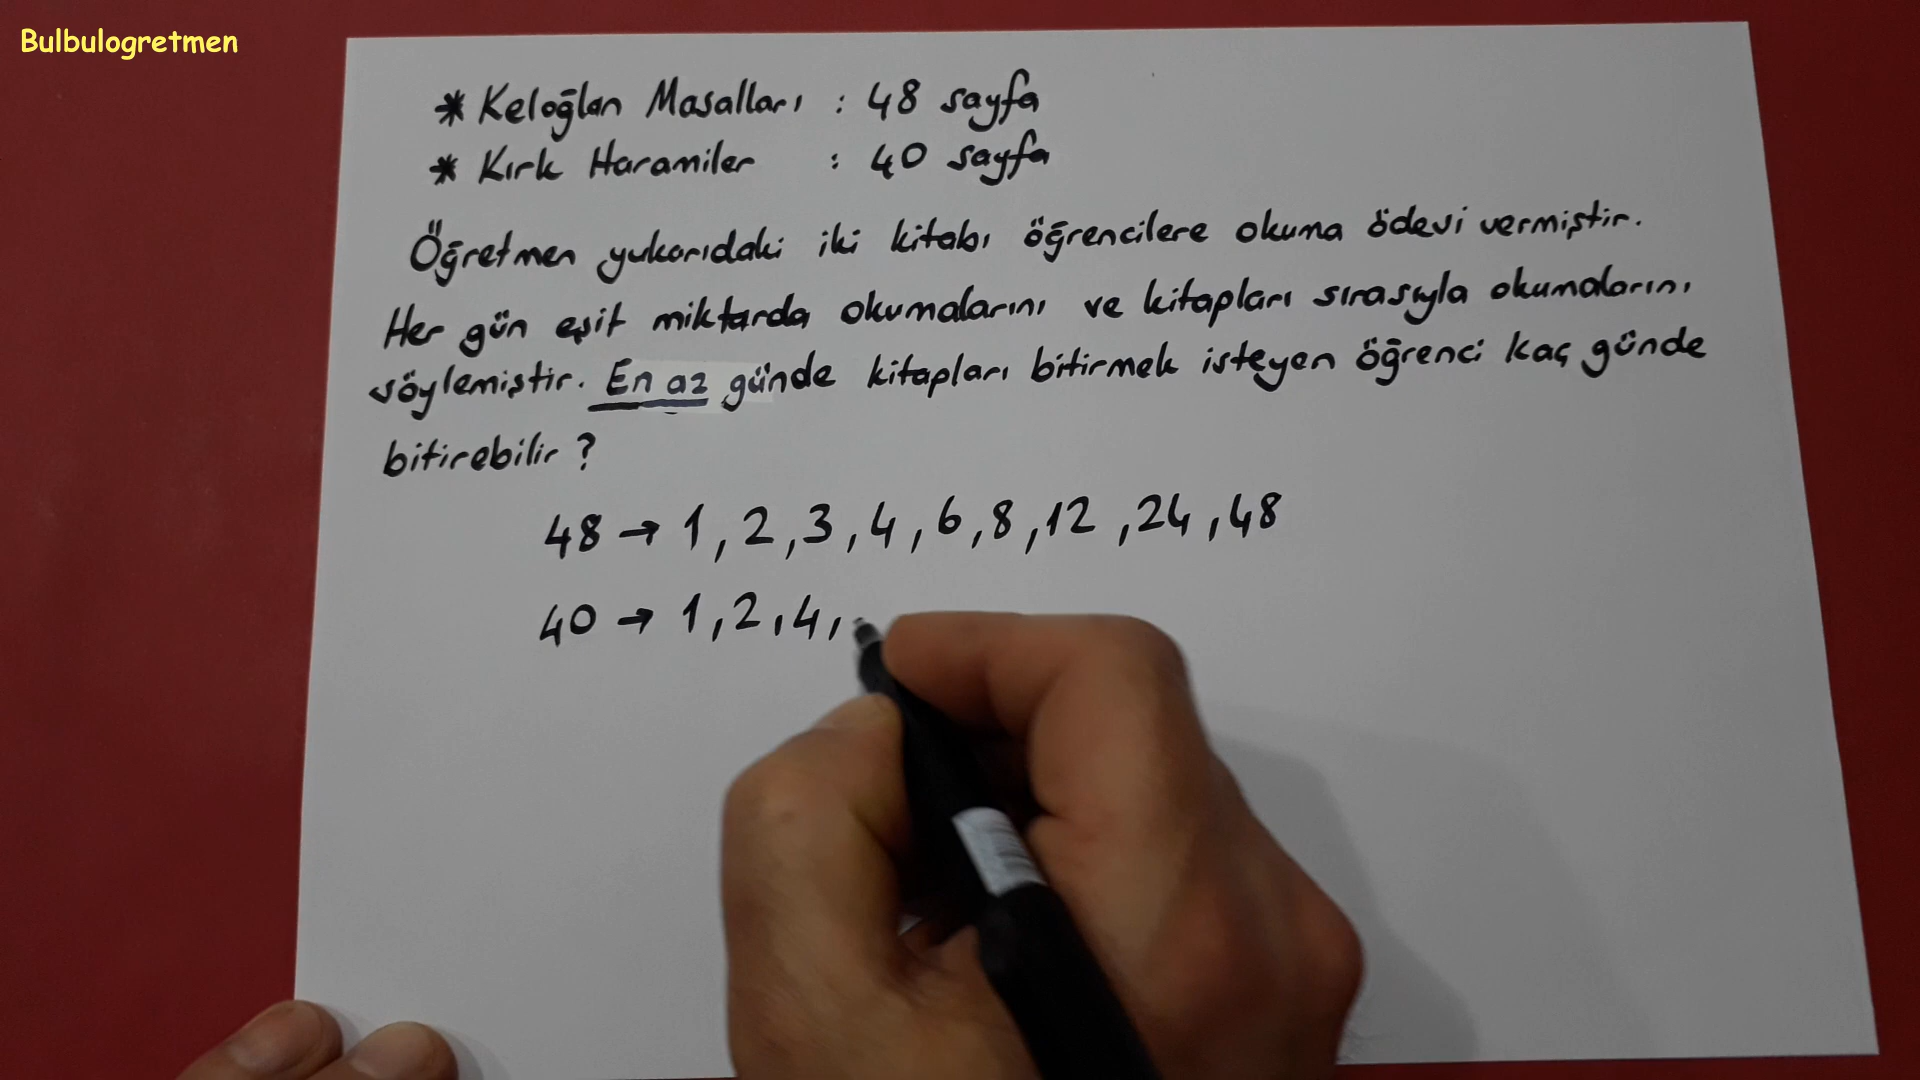 Bulbulogretmen
* Keloğlan Masalları : 48 sayfa
* Kırk Haramiler : 40 sayfa
Öğretmen yukarıdaki iki kitabı öğrencilere okuma ödevi vermiştir.
Her gün eşit miktarda okumalarını ve kitapları sırasıyla okumalarını
söylemiştir. En az günde kitapları bitirmek isteyen öğrenci kaç günde
bitirebilir ?
48 → 1, 2, 3, 4, 6, 8, 12, 24, 48
40 → 1, 2, 4,